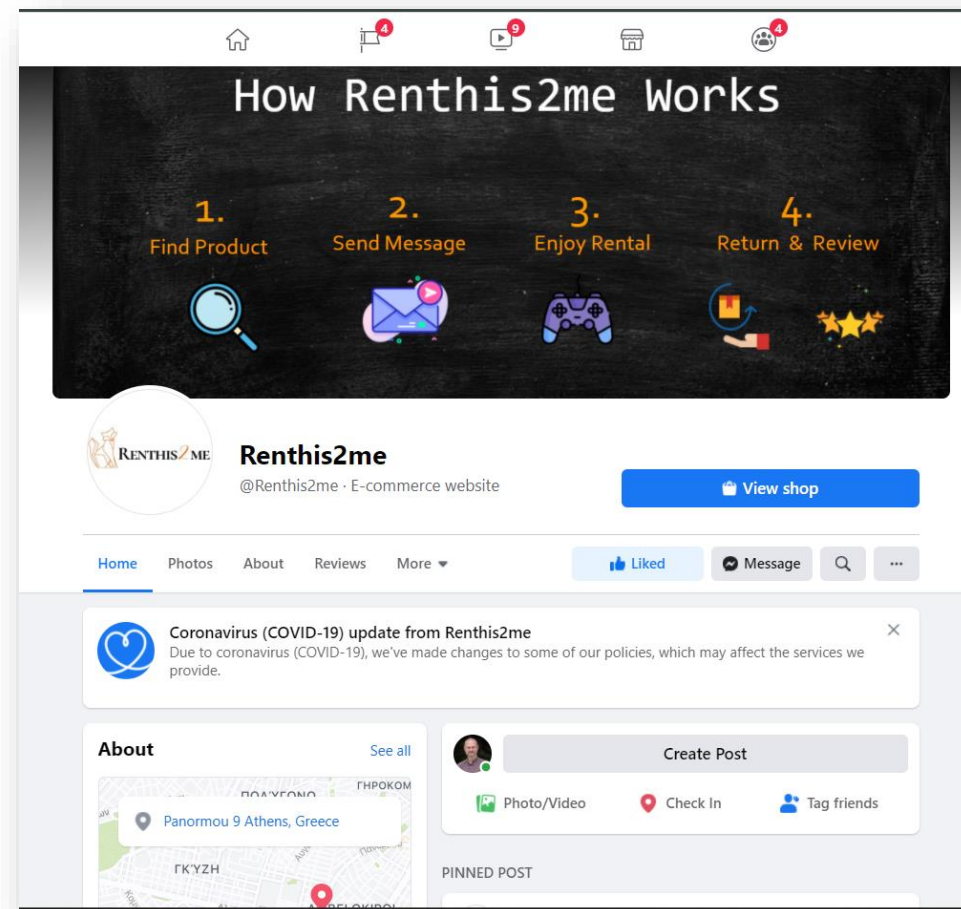 4
9
4
How Renthis2me Works
1.
2.
3.
4.
Find Product
Send Message
Enjoy Rental
Return & Review
RENTHIS2ME
Renthis2me
@Renthis2me · E-commerce website
View shop
Home
Photos
About
Reviews
More
Liked
Message
Coronavirus (COVID-19) update from Renthis2me
Due to coronavirus (COVID-19), we've made changes to some of our policies, which may affect the services we
provide.
About
See all
ΓΗΡΟΚΟΜ
Panormou 9 Athens, Greece
ΓΚΎΖΗ
Create Post
Photo/Video
Check In
Tag friends
PINNED POST